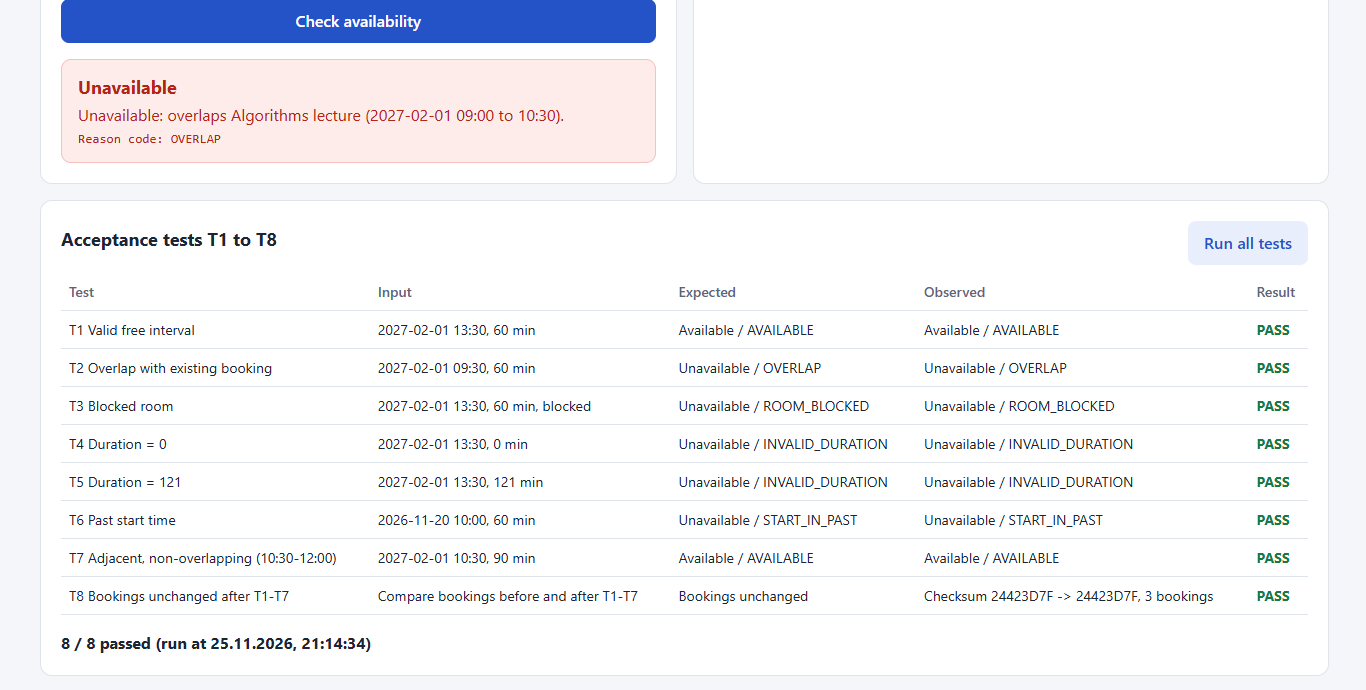 Check availability
Unavailable
Unavailable: overlaps Algorithms lecture (2027-02-01 09:00 to 10:30).
Reason code: OVERLAP
Acceptance tests T1 to T8
Run all tests
Test Input Expected Observed Result
T1 Valid free interval 2027-02-01 13:30, 60 min Available / AVAILABLE Available / AVAILABLE PASS
T2 Overlap with existing booking 2027-02-01 09:30, 60 min Unavailable / OVERLAP Unavailable / OVERLAP PASS
T3 Blocked room 2027-02-01 13:30, 60 min, blocked Unavailable / ROOM_BLOCKED Unavailable / ROOM_BLOCKED PASS
T4 Duration = 0 2027-02-01 13:30, 0 min Unavailable / INVALID_DURATION Unavailable / INVALID_DURATION PASS
T5 Duration = 121 2027-02-01 13:30, 121 min Unavailable / INVALID_DURATION Unavailable / INVALID_DURATION PASS
T6 Past start time 2026-11-20 10:00, 60 min Unavailable / START_IN_PAST Unavailable / START_IN_PAST PASS
T7 Adjacent, non-overlapping (10:30-12:00) 2027-02-01 10:30, 90 min Available / AVAILABLE Available / AVAILABLE PASS
T8 Bookings unchanged after T1-T7 Compare bookings before and after T1-T7 Bookings unchanged Checksum 24423D7F -> 24423D7F, 3 bookings PASS
8 / 8 passed (run at 25.11.2026, 21:14:34)